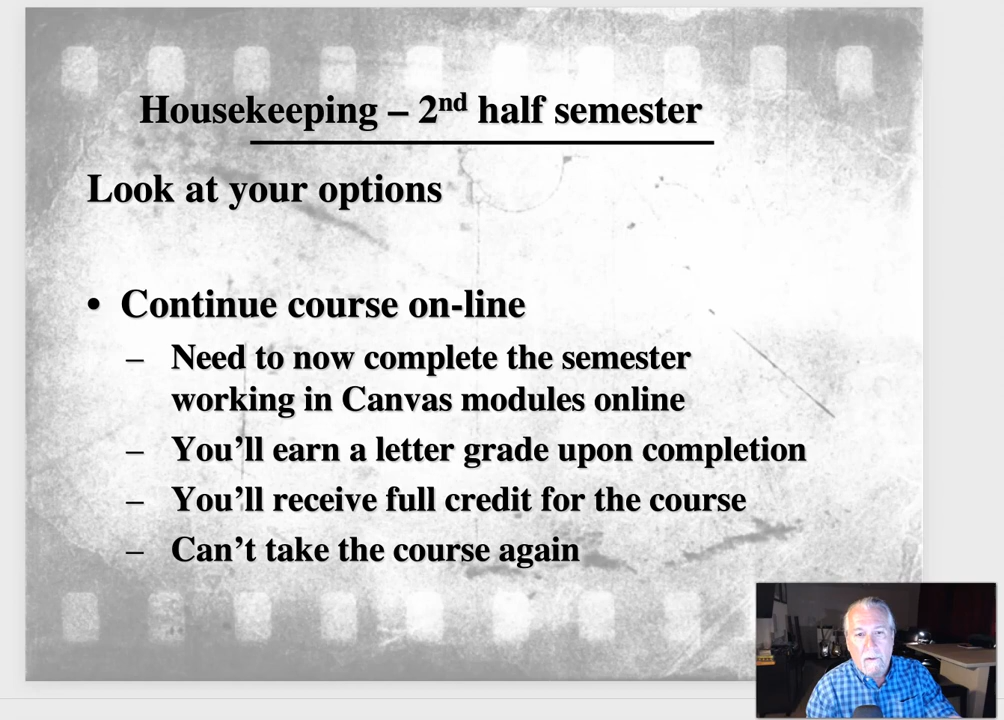 Housekeeping – 2nd half semester
Look at your options
• Continue course on-line
– Need to now complete the semester
working in Canvas modules online
– You’ll earn a letter grade upon completion
– You’ll receive full credit for the course
– Can’t take the course again